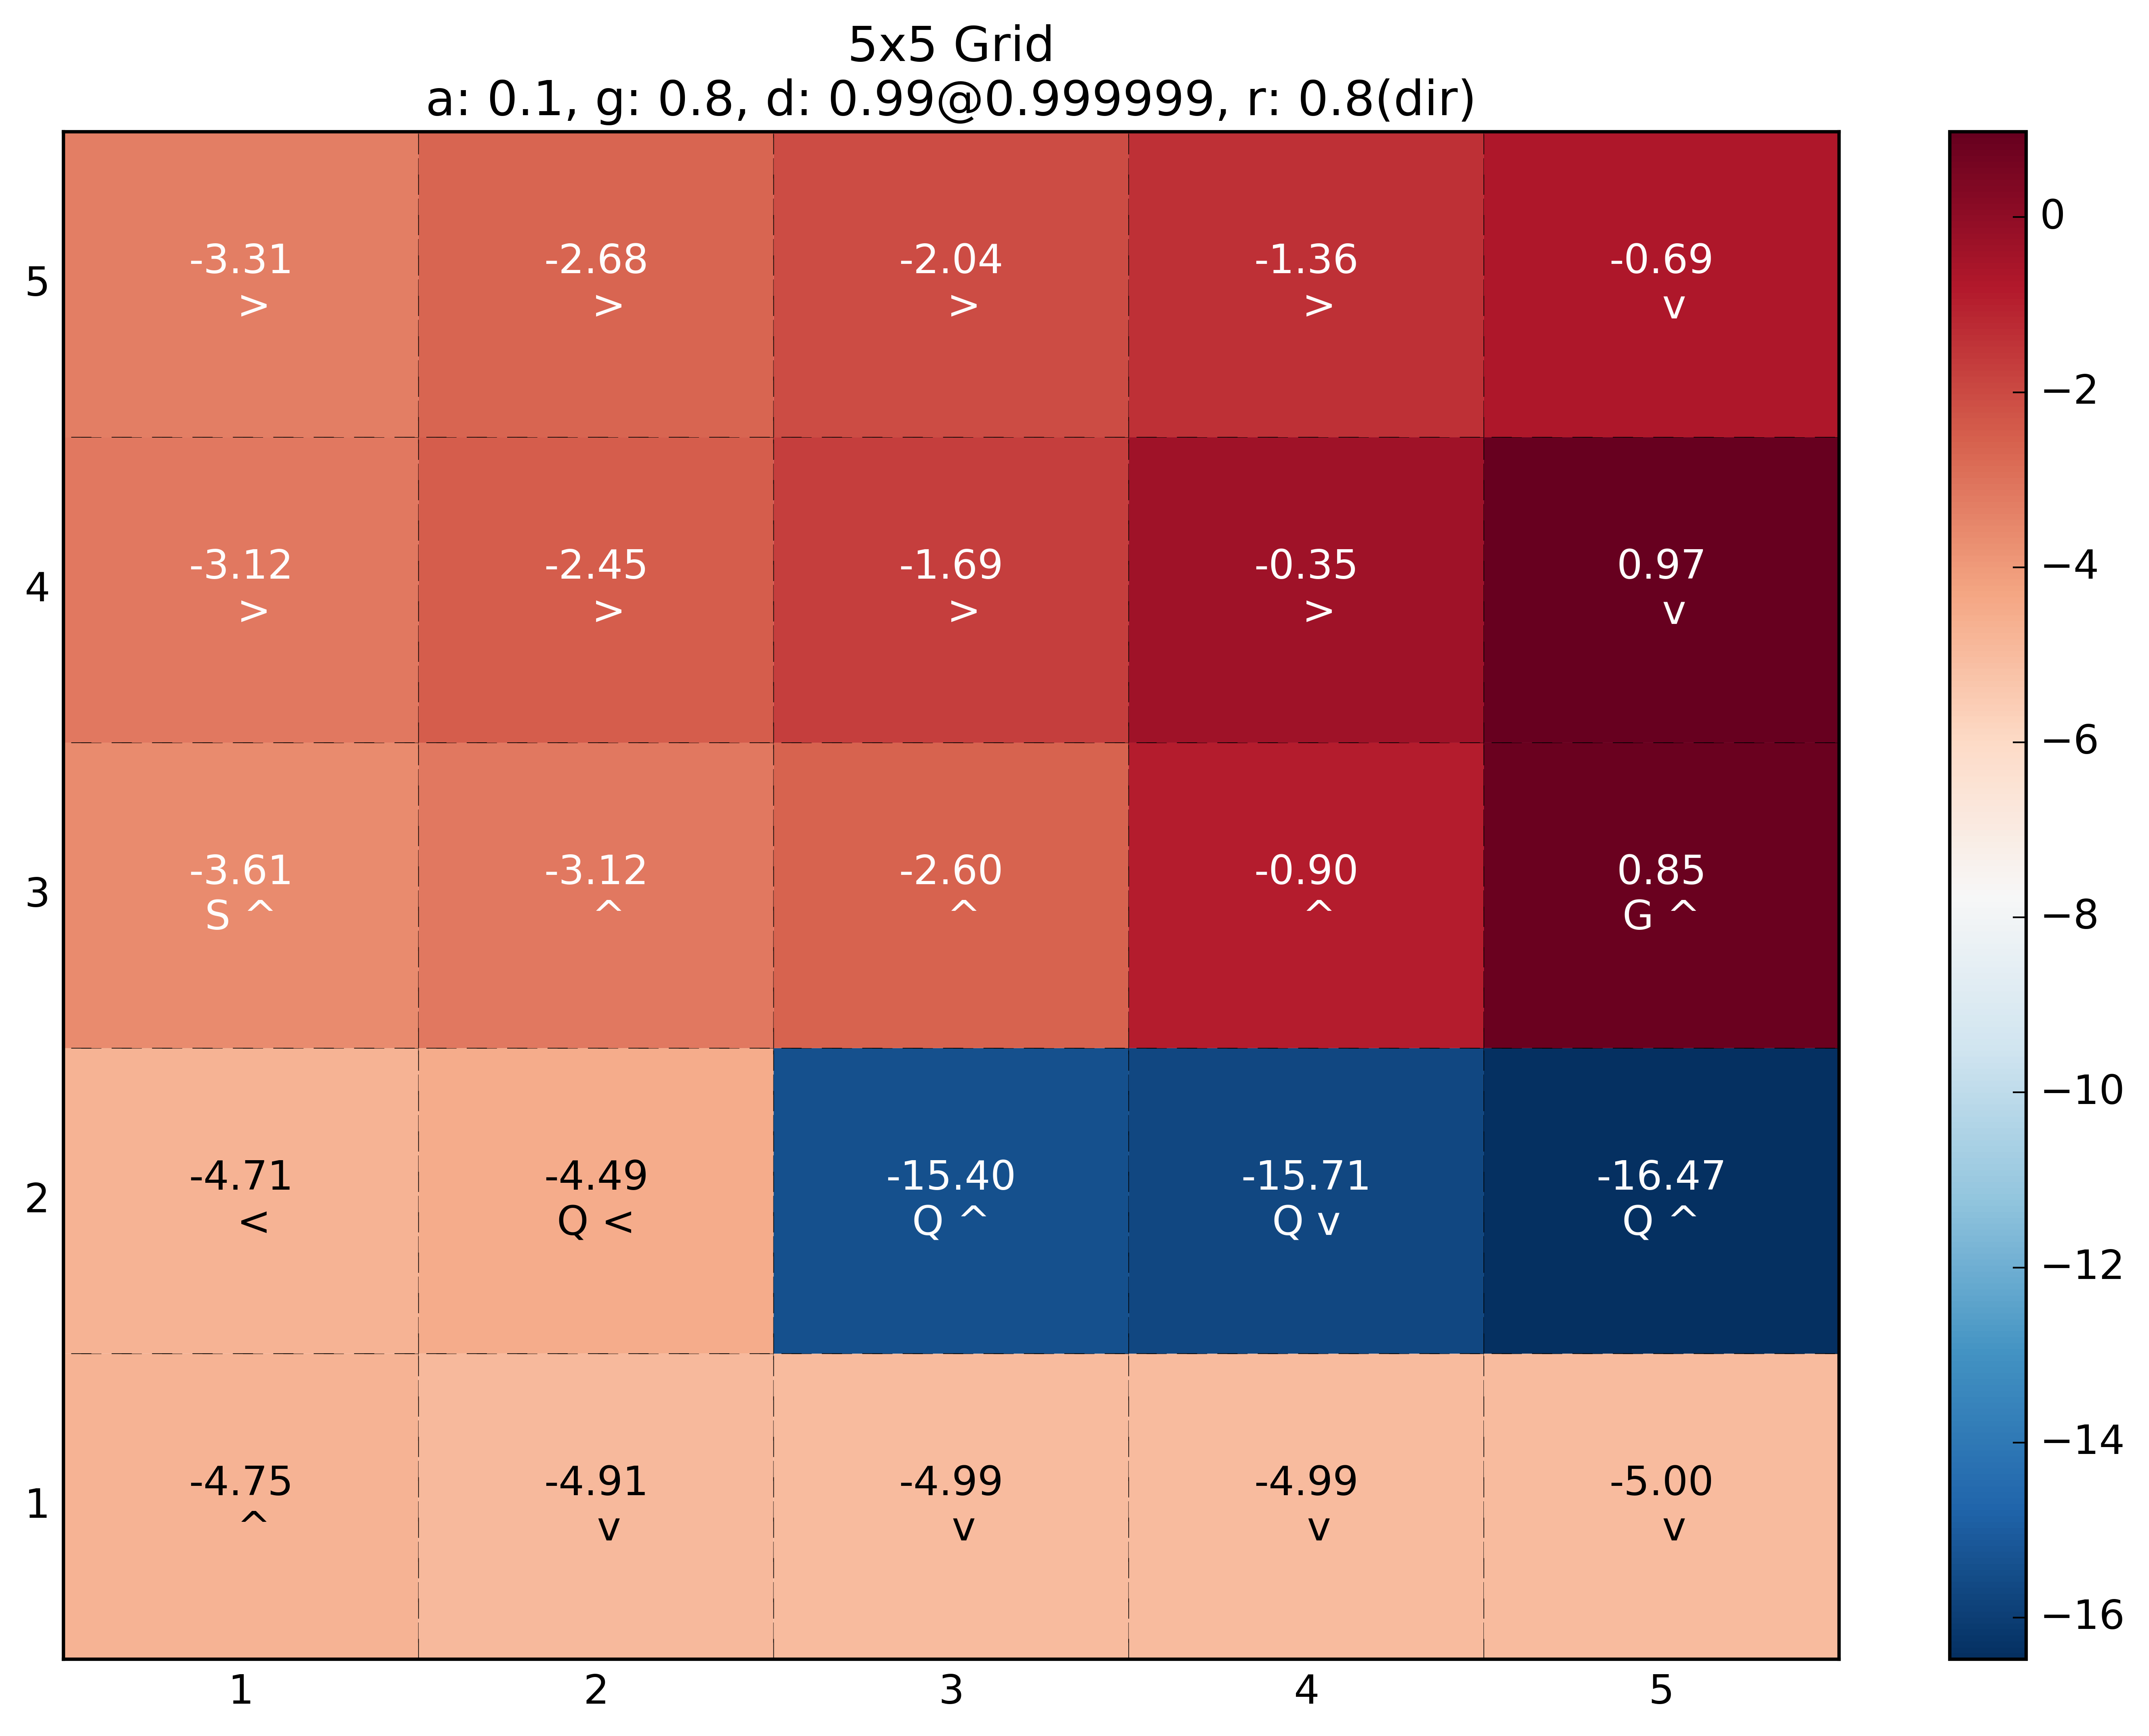 5x5 Grid
a: 0.1, g: 0.8, d: 0.99@0.999999, r: 0.8(dir)
5
-3.31 -2.68 -2.04 -1.36 -0.69
> > > > v
4
-3.12 -2.45 -1.69 -0.35 0.97
> > > > v
3
-3.61 -3.12 -2.60 -0.90 0.85
S ^ ^ ^ ^ G ^
2
-4.71 -4.49 -15.40 -15.71 -16.47
< Q < Q ^ Q v Q ^
1
-4.75 -4.91 -4.99 -4.99 -5.00
^ v v v v
1 2 3 4 5
0
−2
−4
−6
−8
−10
−12
−14
−16